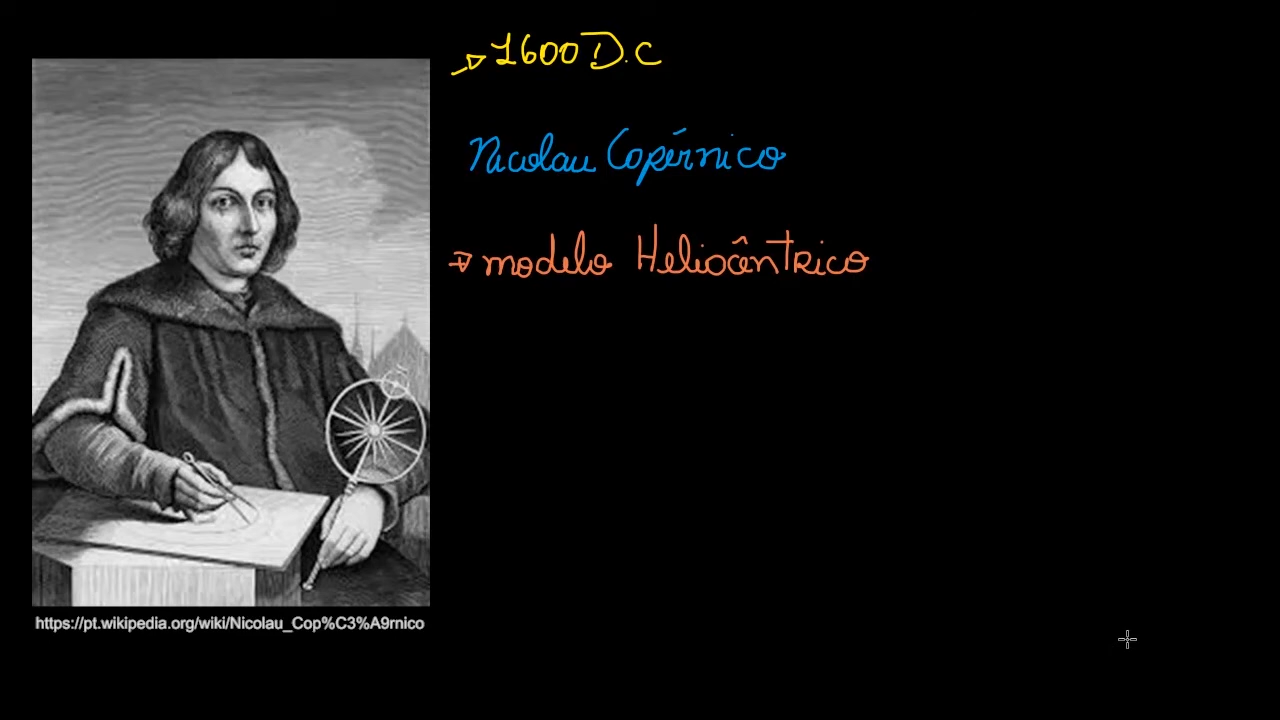 1600 D.C
Nicolau Copérnico
modelo Heliocêntrico
https://pt.wikipedia.org/wiki/Nicolau_Cop%C3%A9rnico